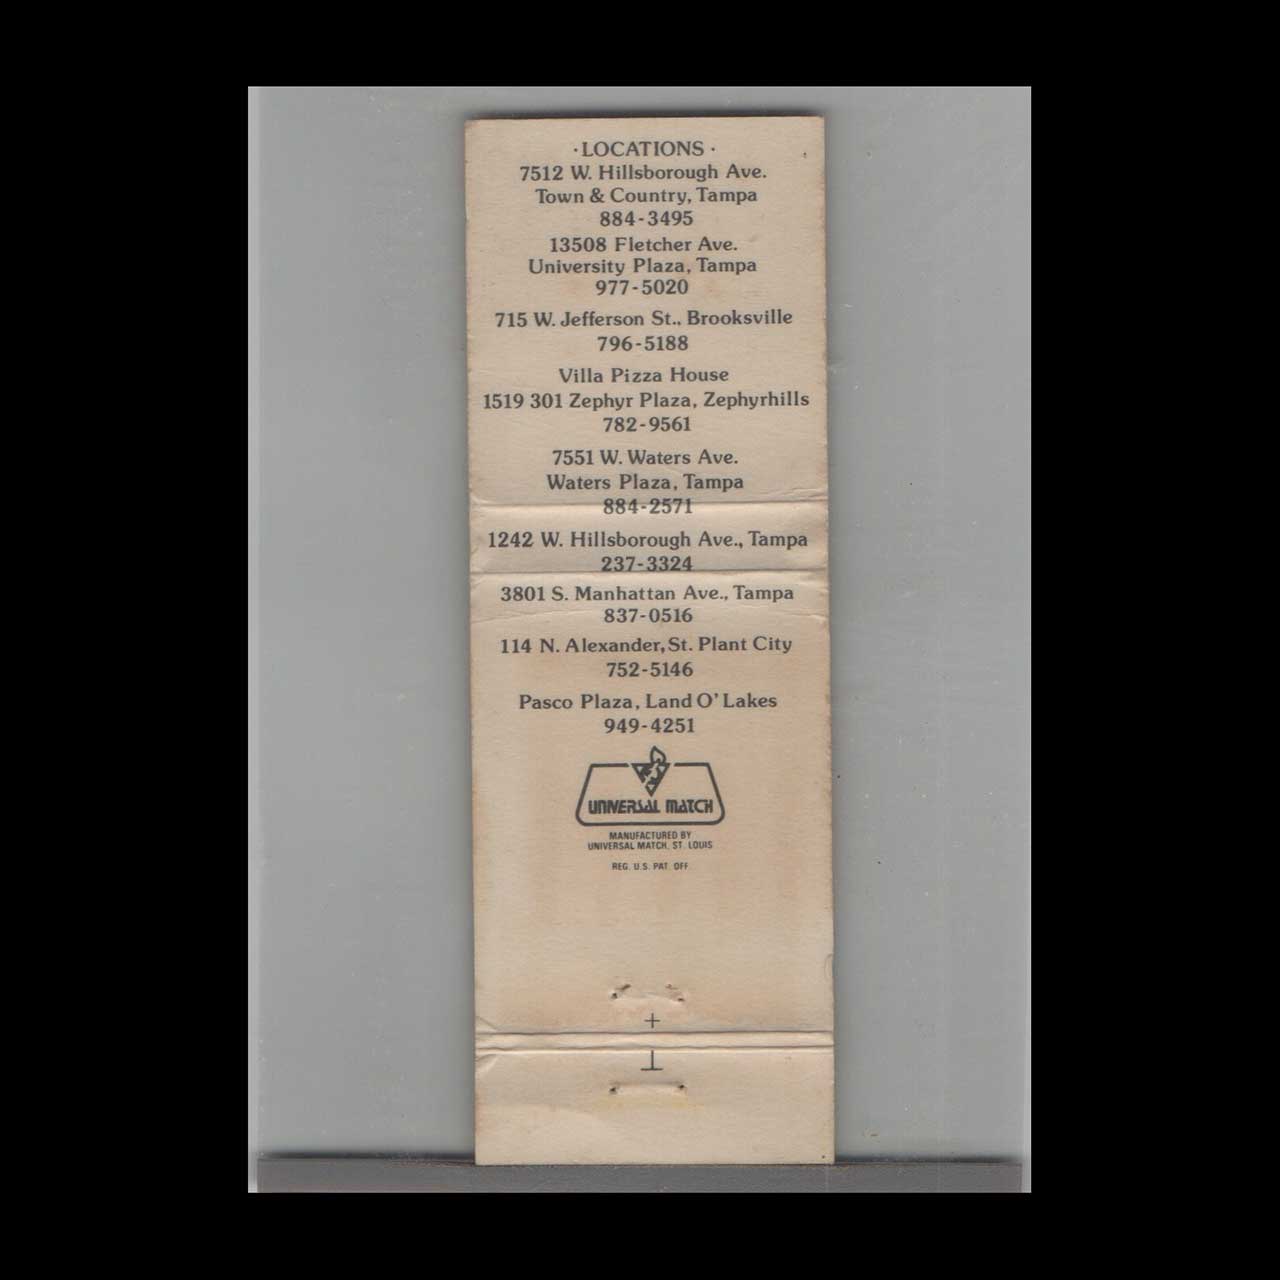 ·LOCATIONS·
7512 W. Hillsborough Ave.
Town & Country, Tampa
884-3495
13508 Fletcher Ave.
University Plaza, Tampa
977-5020
715 W. Jefferson St., Brooksville
796-5188
Villa Pizza House
1519 301 Zephyr Plaza, Zephyrhills
782-9561
7551 W. Waters Ave.
Waters Plaza, Tampa
884-2571
1242 W. Hillsborough Ave., Tampa
237-3324
3801 S. Manhattan Ave., Tampa
837-0516
114 N. Alexander, St. Plant City
752-5146
Pasco Plaza, Land O' Lakes
949-4251
UNIVERSAL MATCH
MANUFACTURED BY
UNIVERSAL MATCH, ST. LOUIS
REG. U.S. PAT. OFF.